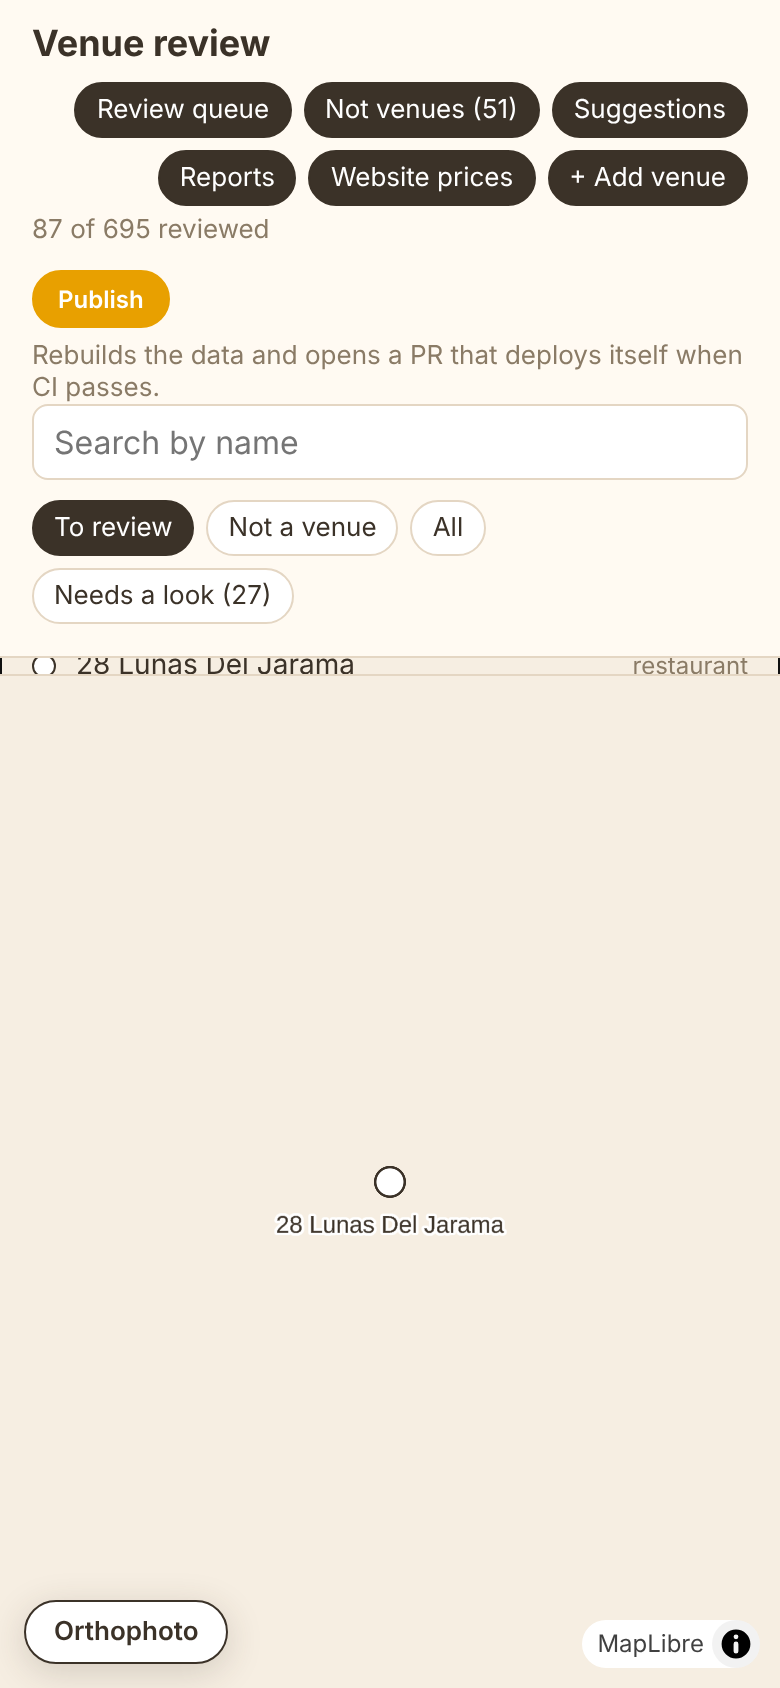 Venue review
Review queue
Not venues (51)
Suggestions
Reports
Website prices
+ Add venue
87 of 695 reviewed
Publish
Rebuilds the data and opens a PR that deploys itself when
CI passes.
Search by name
To review
Not a venue
All
Needs a look (27)
28 Lunas Del Jarama
restaurant
28 Lunas Del Jarama
Orthophoto
MapLibre